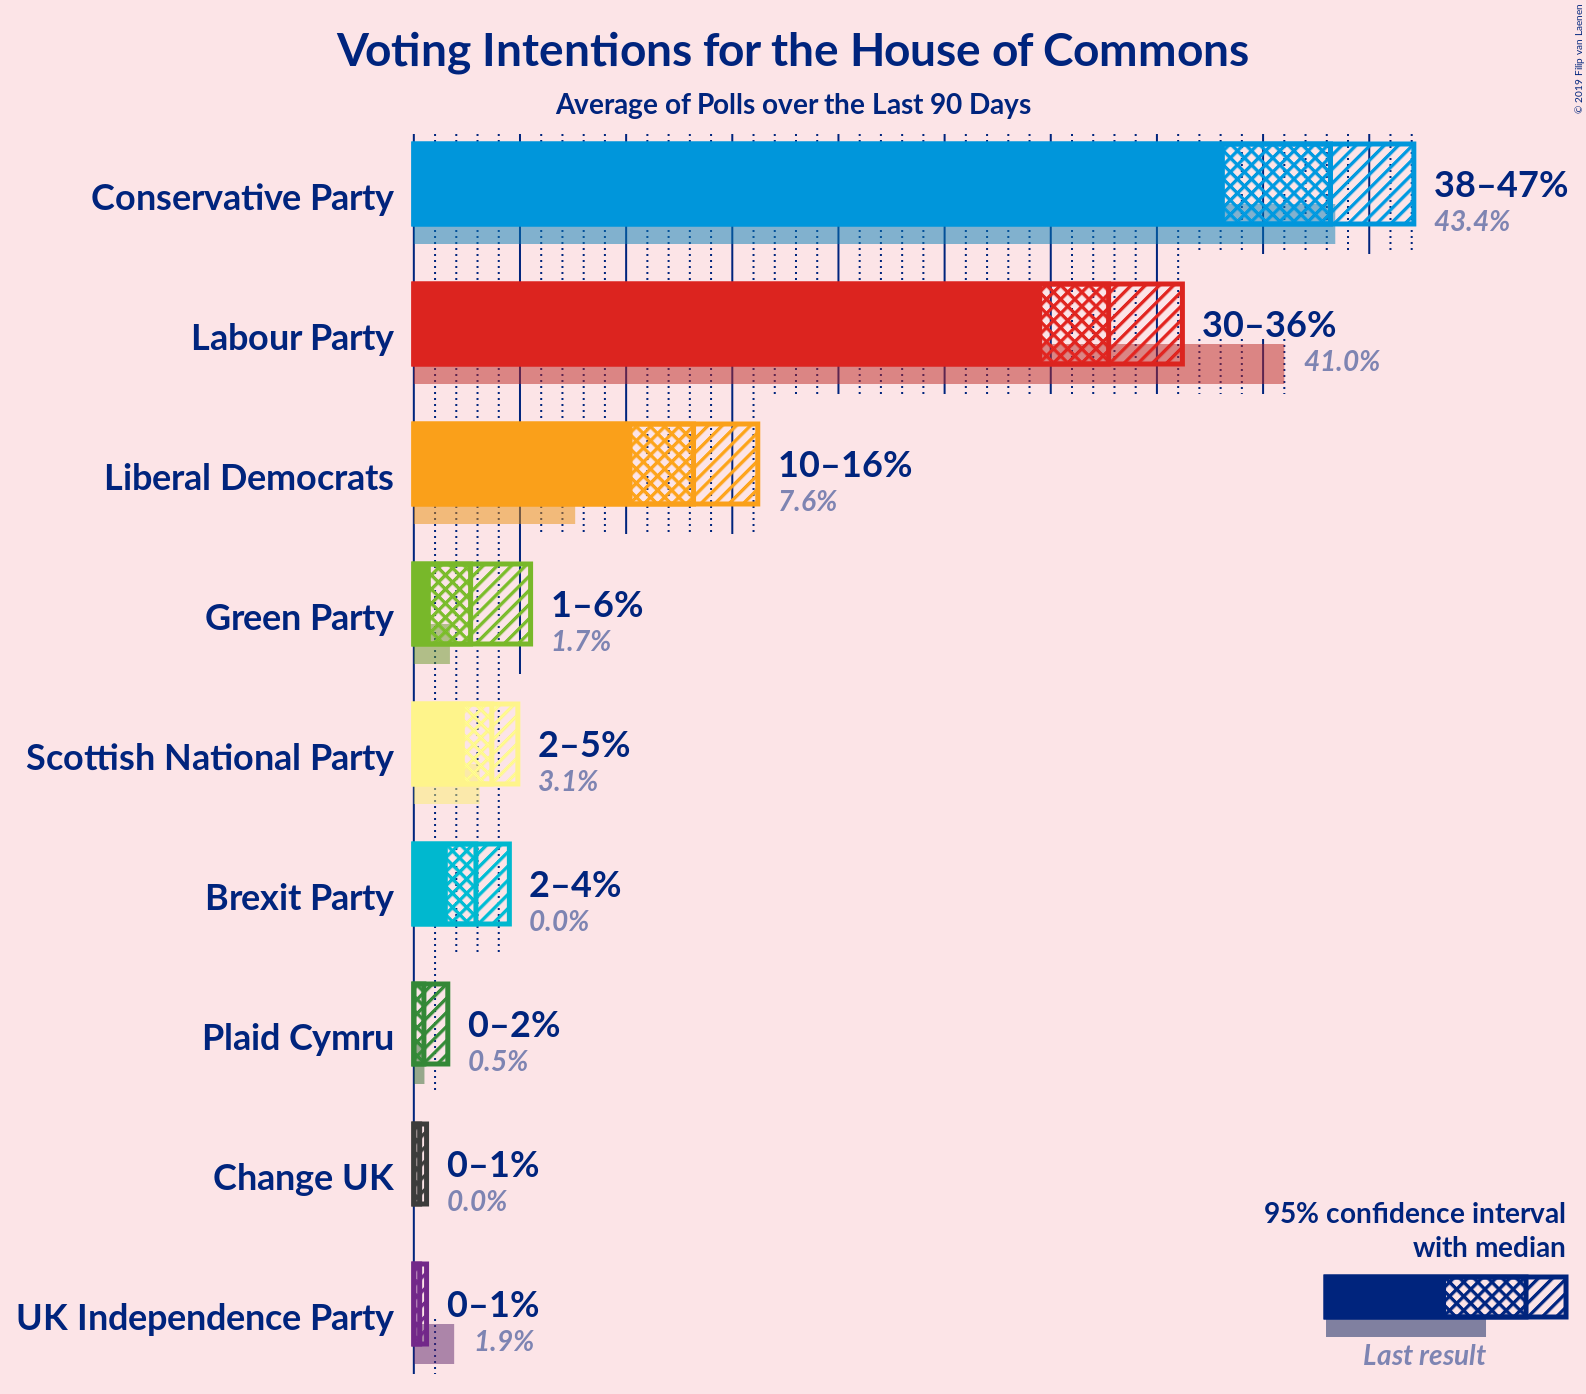 Voting Intentions for the House of Commons
Average of Polls over the Last 90 Days
© 2019 Filip van Laenen
Conservative Party
38–47%
43.4%
Labour Party
30–36%
41.0%
Liberal Democrats
10–16%
7.6%
Green Party
1–6%
1.7%
Scottish National Party
2–5%
3.1%
Brexit Party
2–4%
0.0%
Plaid Cymru
0–2%
0.5%
Change UK
0–1%
0.0%
UK Independence Party
0–1%
1.9%
95% confidence interval
with median
Last result